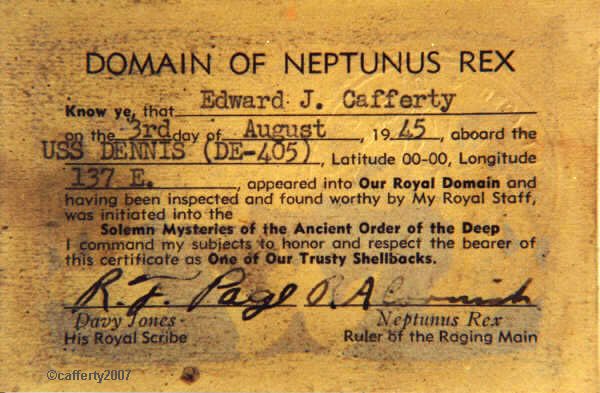 DOMAIN OF NEPTUNUS REX
Know ye, that Edward J. Cafferty
on the 3rd day of August, 1945, aboard the
USS DENNIS (DE-405), Latitude 00-00, Longitude
137 E., appeared into Our Royal Domain and
having been inspected and found worthy by My Royal Staff,
was initiated into the
Solemn Mysteries of the Ancient Order of the Deep
I command my subjects to honor and respect the bearer of
this certificate as One of Our Trusty Shellbacks.
R. F. Page
Davy Jones Neptunus Rex
His Royal Scribe Ruler of the Raging Main
©cafferty2007